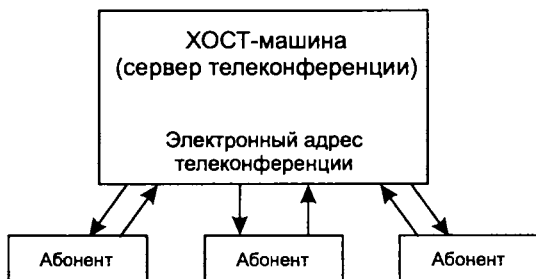 ХОСТ-машина
(сервер телеконференции)
Электронный адрес
телеконференции
Абонент
Абонент
Абонент